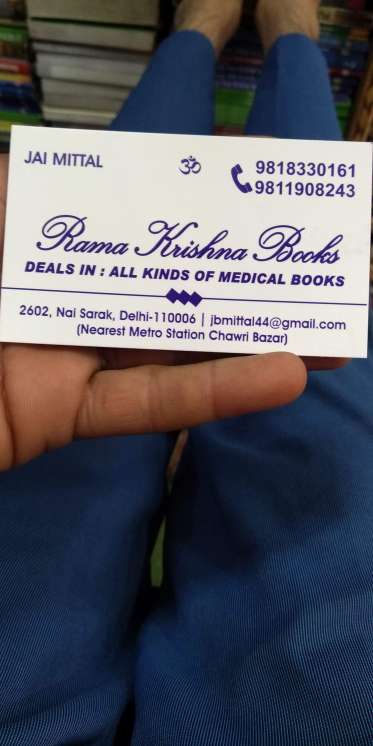 JAI MITTAL
ॐ
9818330161
9811908243
Rama Krishna Books
DEALS IN : ALL KINDS OF MEDICAL BOOKS
2602, Nai Sarak, Delhi-110006 | jbmittal44@gmail.com
(Nearest Metro Station Chawri Bazar)